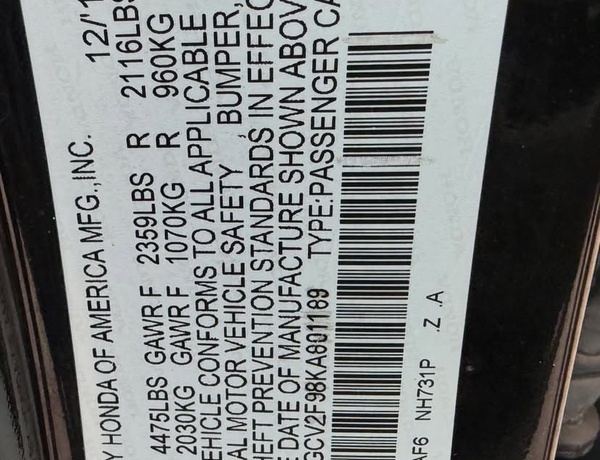 Y HONDA OF AMERICA MFG., INC. 12/'1
4475LBS GAWR F 2359LBS R 2116LBS
2030KG GAWR F 1070KG R 960KG
EHICLE CONFORMS TO ALL APPLICABLE
AL MOTOR VEHICLE SAFETY, BUMPER,
HEFT PREVENTION STANDARDS IN EFFEC
E DATE OF MANUFACTURE SHOWN ABOV
GCV2F98KA801189 TYPE:PASSENGER CA
AF6 NH731P .Z .A